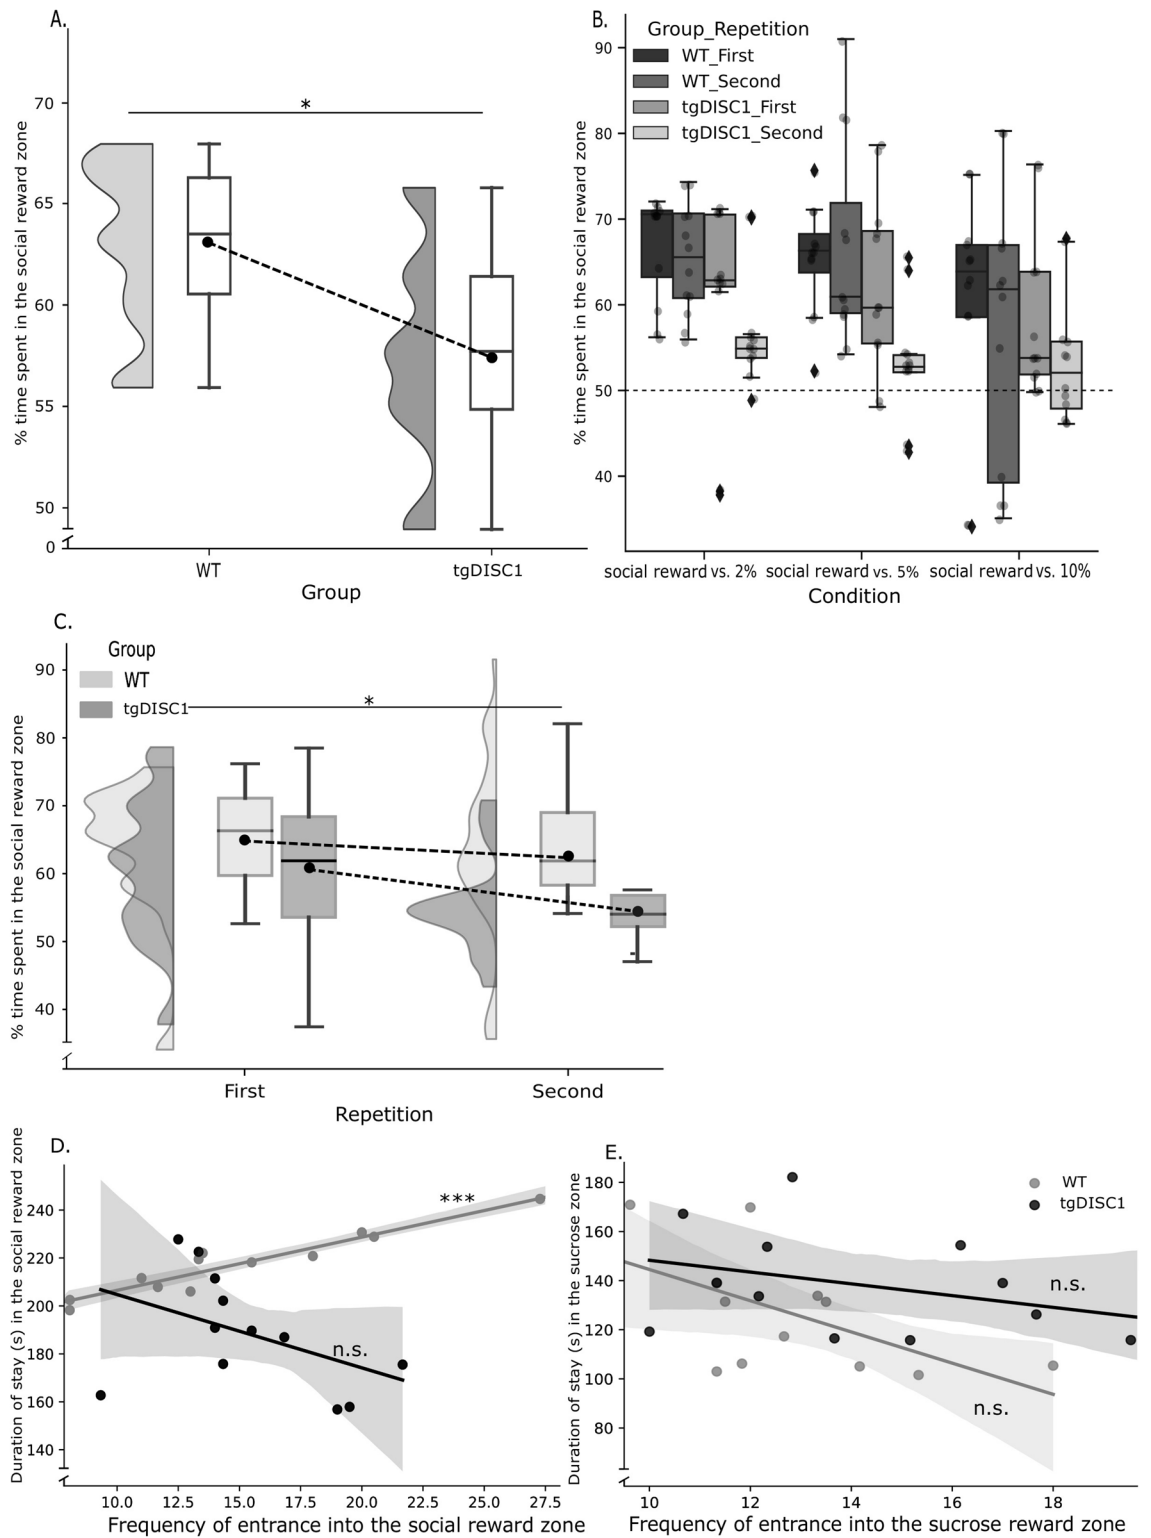 A.
% time spent in the social reward zone
70
65
60
55
50
0
*
WT
tgDISC1
Group
B.
% time spent in the social reward zone
90
80
70
60
50
40
Group_Repetition
WT_First
WT_Second
tgDISC1_First
tgDISC1_Second
social reward vs. 2%
social reward vs. 5%
social reward vs. 10%
Condition
C.
% time spent in the social reward zone
90
80
70
60
50
40
Group
WT
tgDISC1
*
First
Second
Repetition
D.
Duration of stay (s) in the social reward zone
240
220
200
180
160
140
***
n.s.
10.0
12.5
15.0
17.5
20.0
22.5
25.0
27.5
Frequency of entrance into the social reward zone
E.
Duration of stay (s) in the sucrose zone
180
160
140
120
100
80
WT
tgDISC1
n.s.
n.s.
10
12
14
16
18
Frequency of entrance into the sucrose reward zone